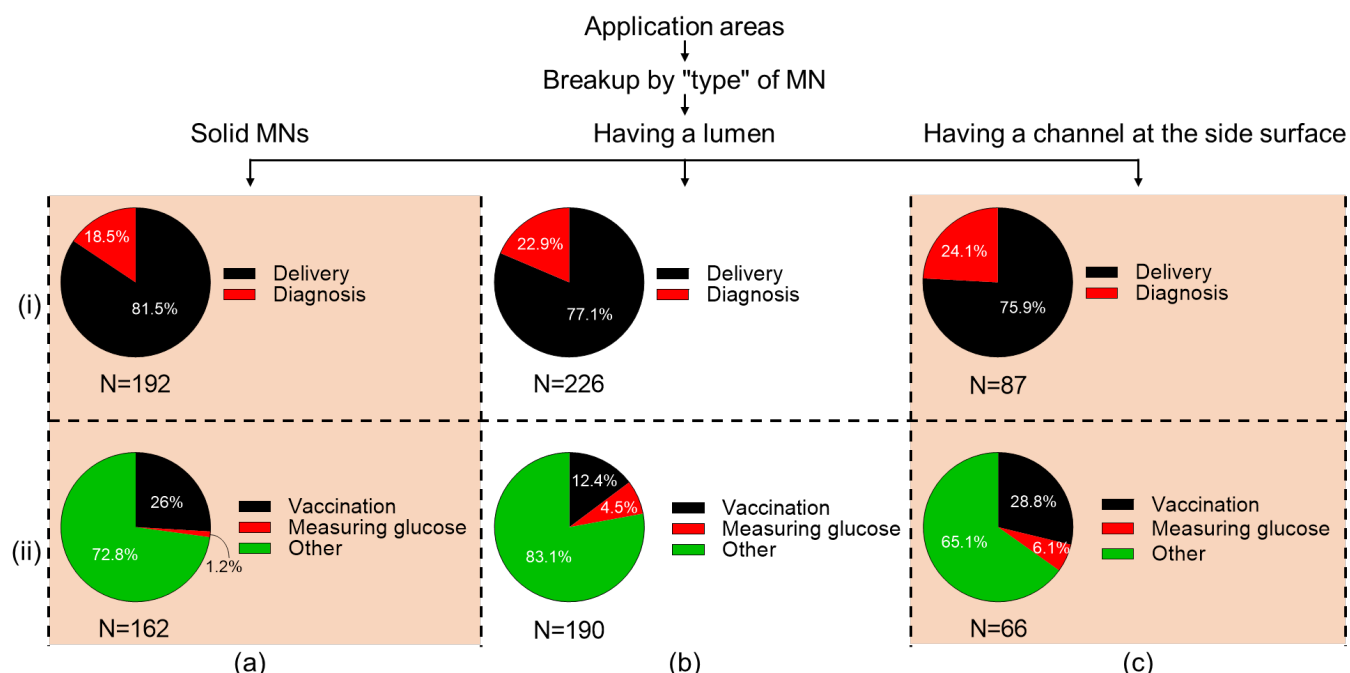 Application areas
Breakup by "type" of MN
Solid MNs
Having a lumen
Having a channel at the side surface
(i)
18.5%
81.5%
Delivery
Diagnosis
N=192
22.9%
77.1%
Delivery
Diagnosis
N=226
24.1%
75.9%
Delivery
Diagnosis
N=87
(ii)
26%
72.8%
1.2%
Vaccination
Measuring glucose
Other
N=162
12.4%
4.5%
83.1%
Vaccination
Measuring glucose
Other
N=190
28.8%
6.1%
65.1%
Vaccination
Measuring glucose
Other
N=66
(a)
(b)
(c)